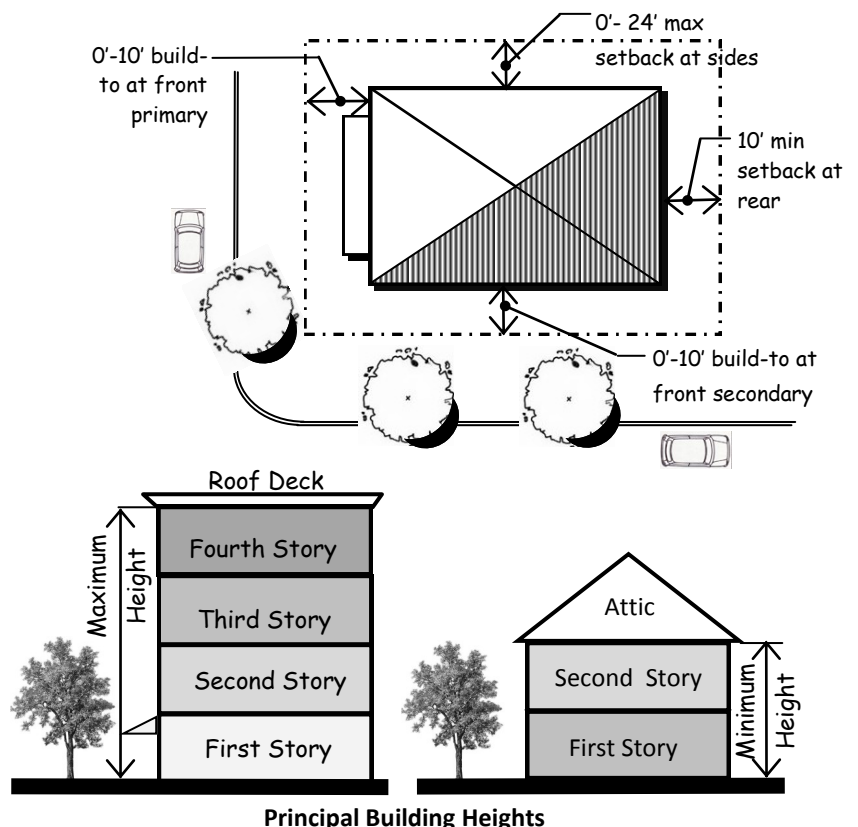 0'- 24' max
setback at sides
0'-10' build-
to at front
primary
10' min
setback at
rear
0'-10' build-to at
front secondary
Roof Deck
Maximum
Height
Fourth Story
Third Story
Second Story
First Story
Attic
Second Story
First Story
Minimum
Height
Principal Building Heights